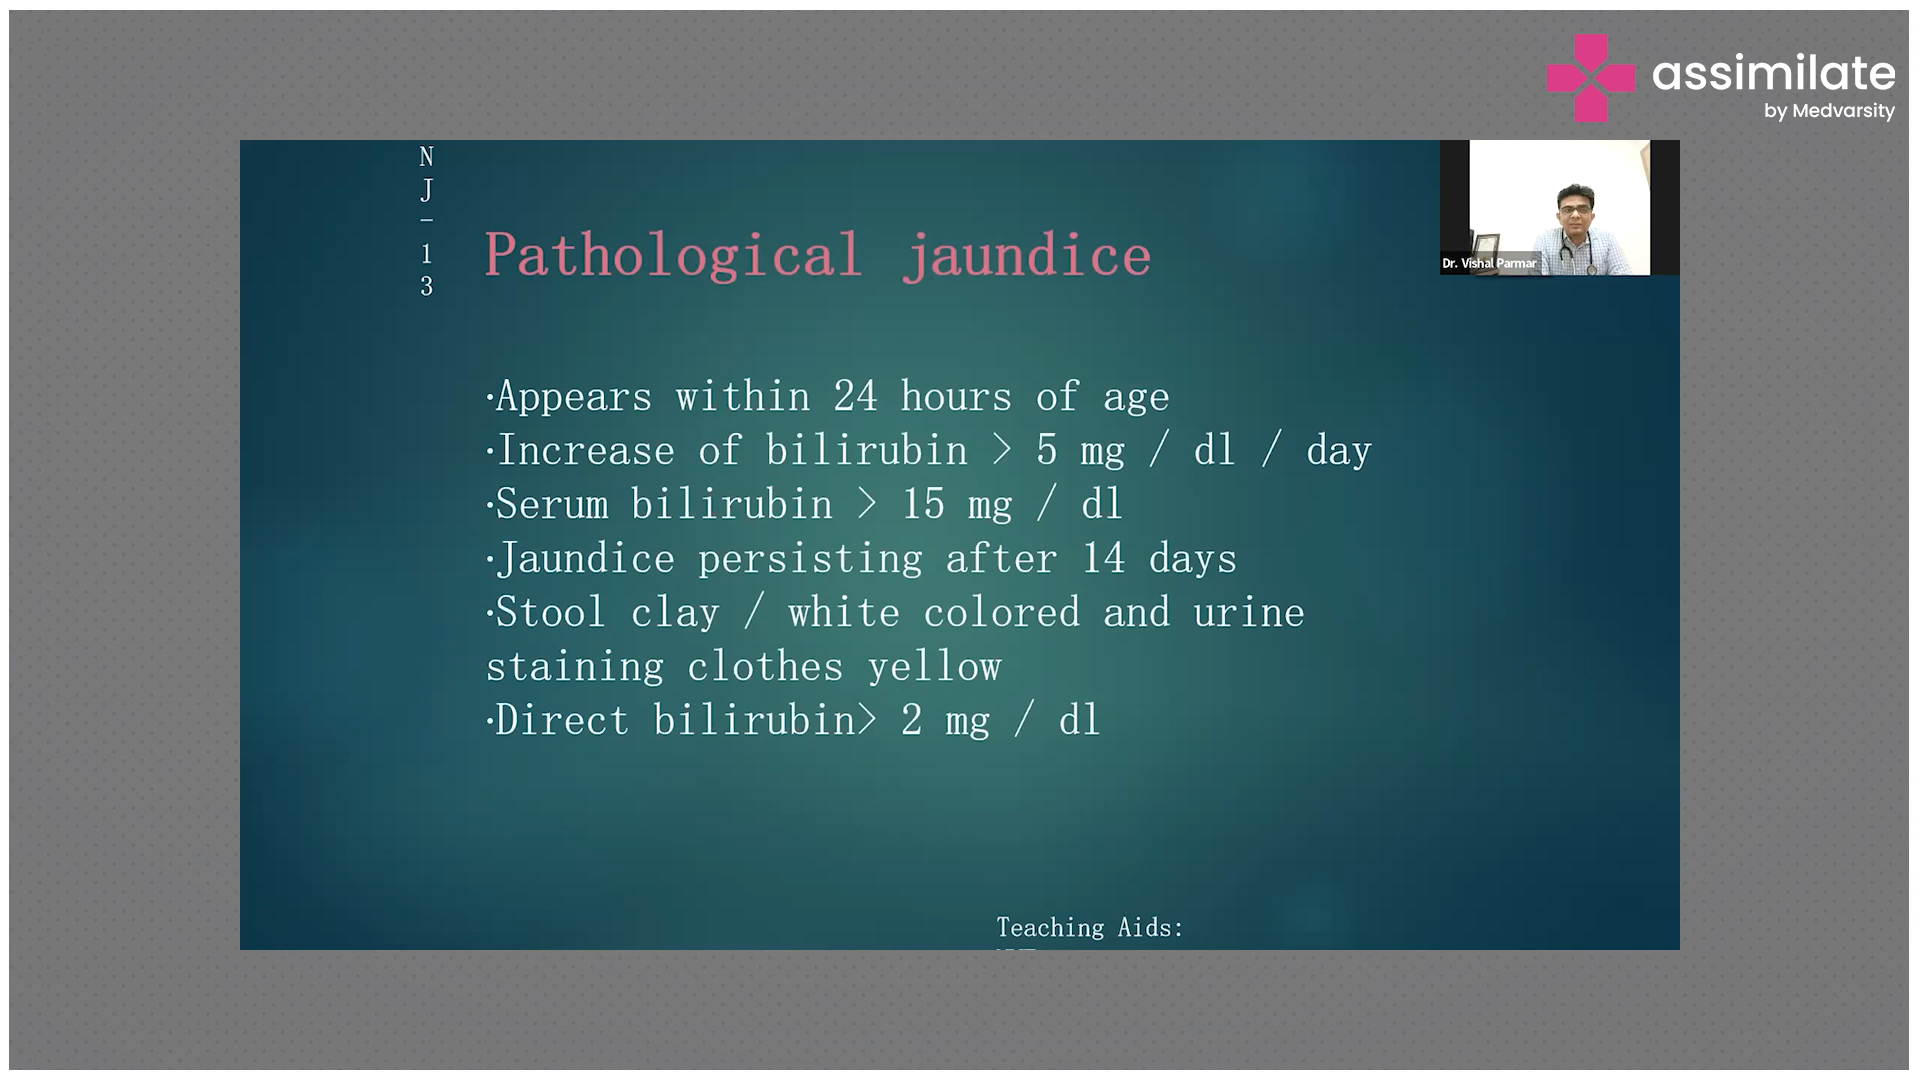 assimilate
by Medvarsity
N
J
-
1
3
Pathological jaundice
Dr. Vishal Parmar
·Appears within 24 hours of age
·Increase of bilirubin > 5 mg / dl / day
·Serum bilirubin > 15 mg / dl
·Jaundice persisting after 14 days
·Stool clay / white colored and urine
staining clothes yellow
·Direct bilirubin> 2 mg / dl
Teaching Aids: